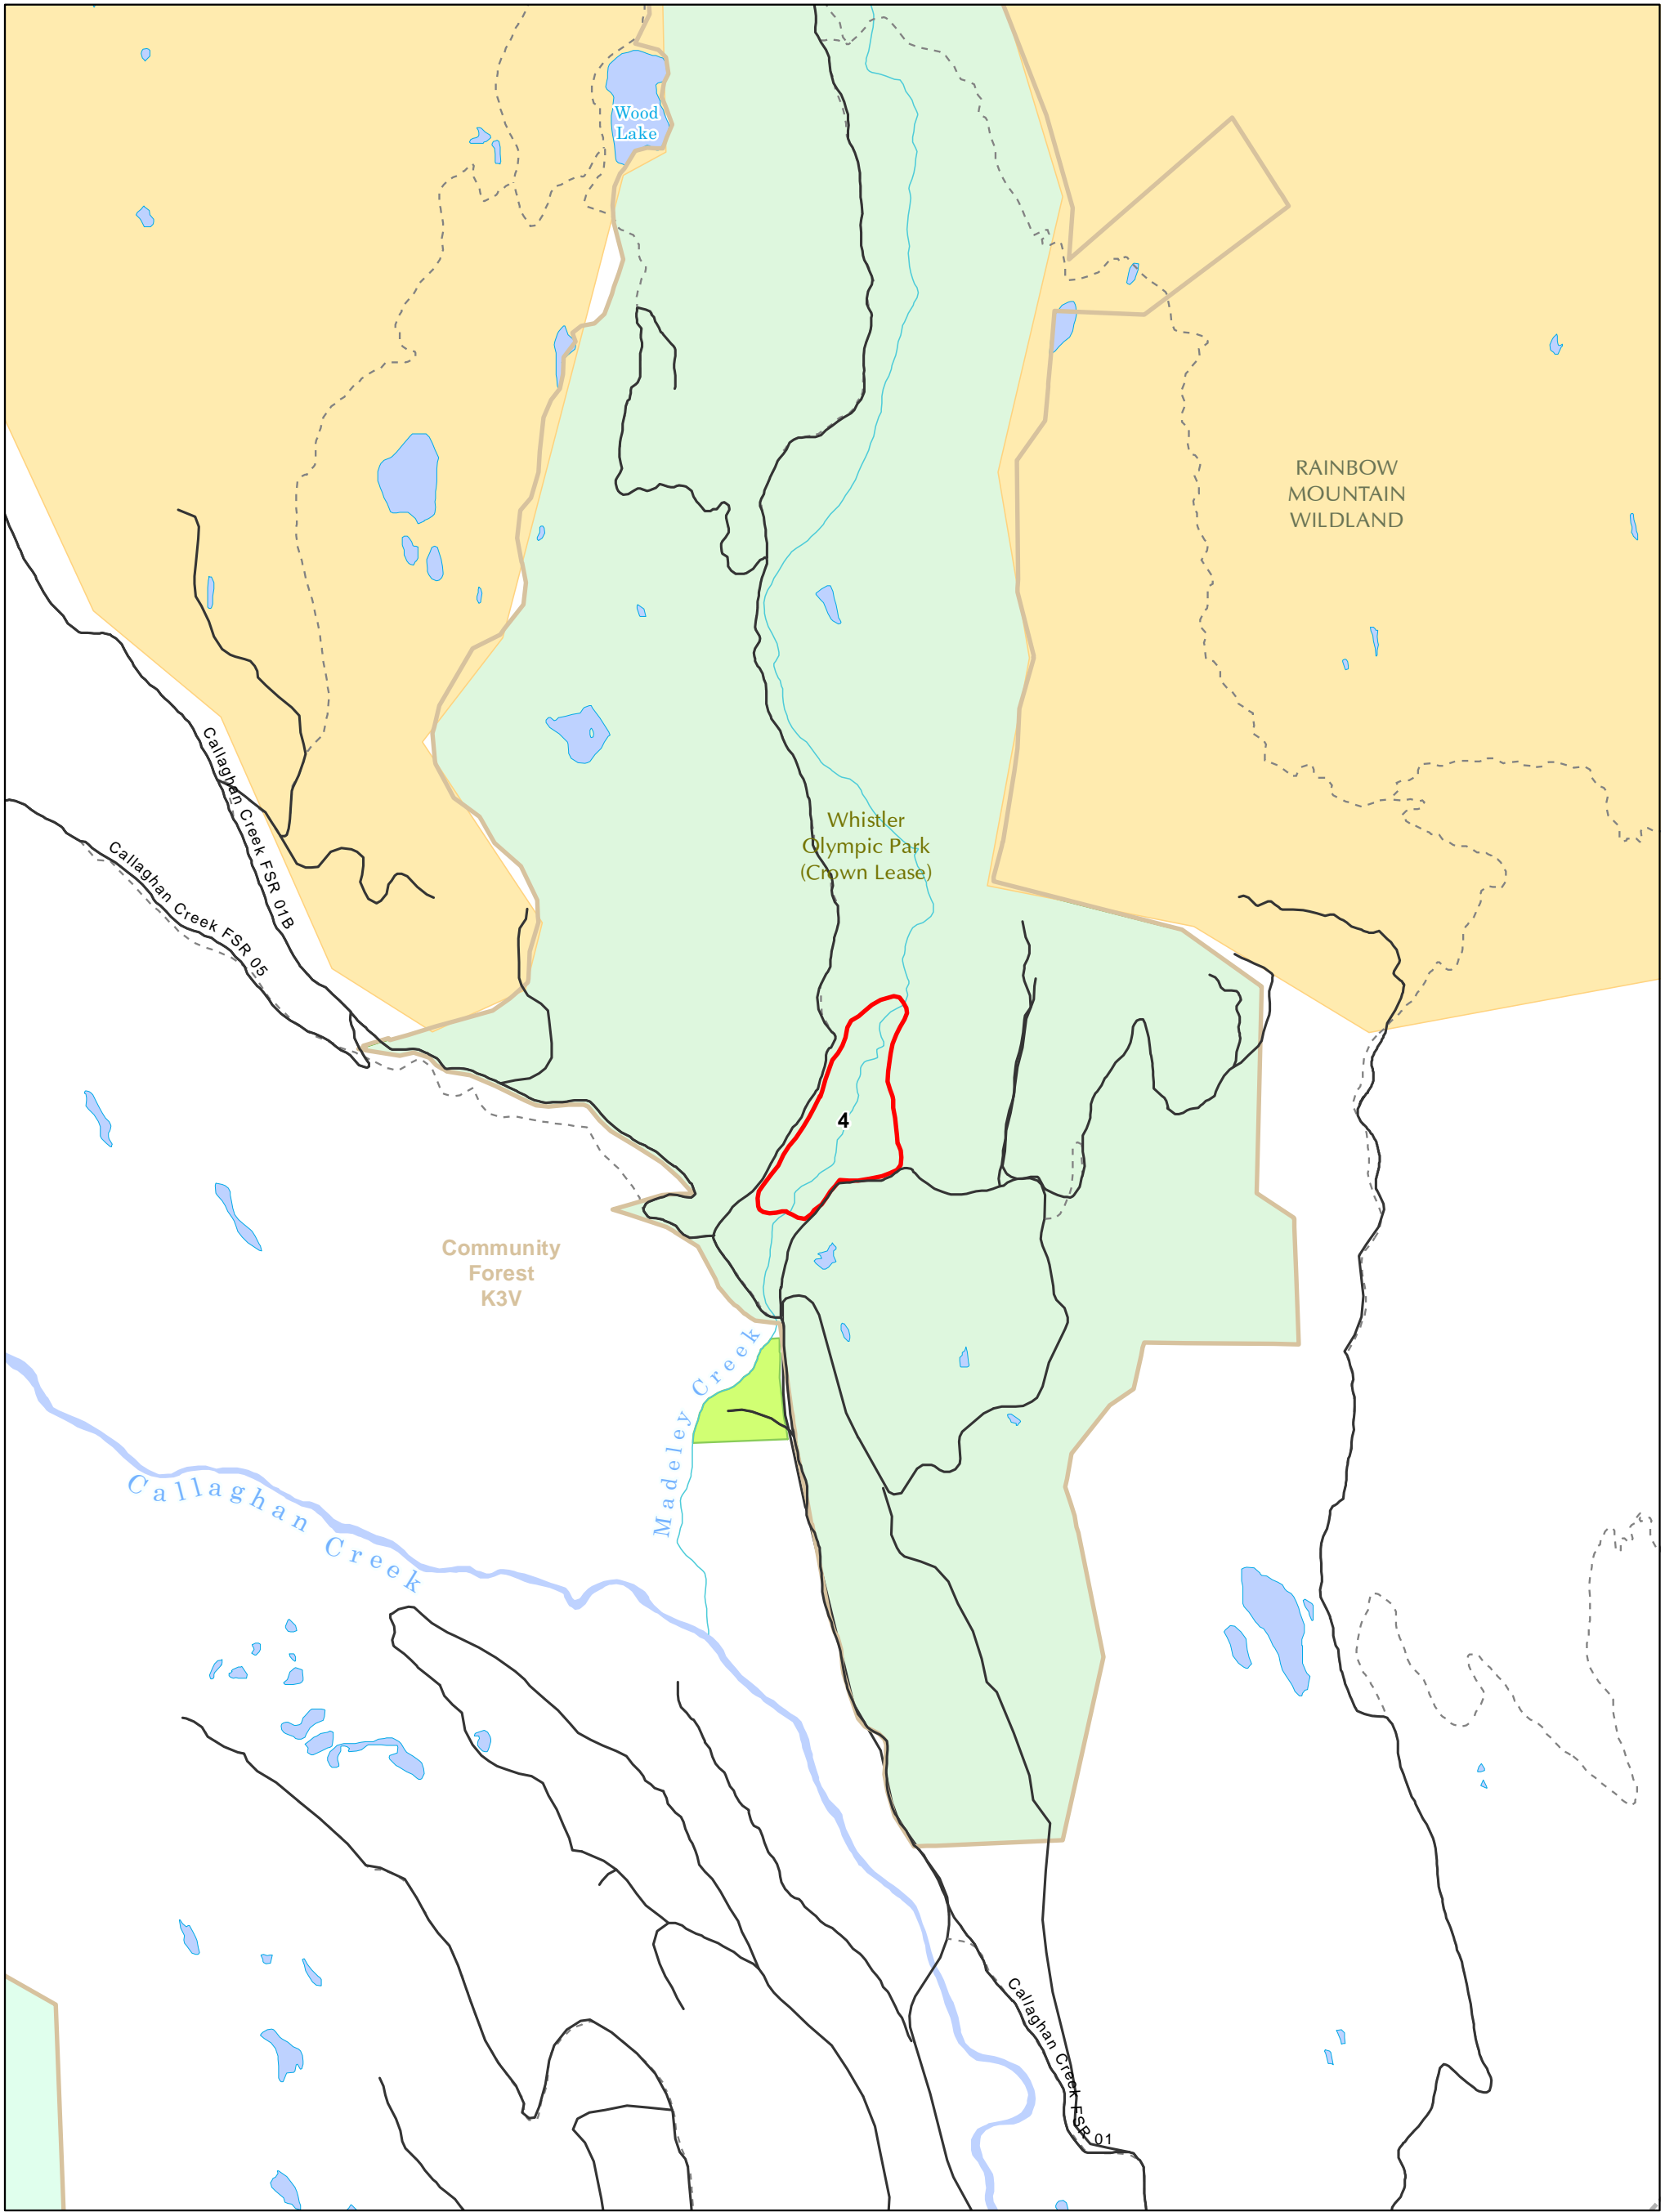 Wood
Lake
RAINBOW
MOUNTAIN
WILDLAND
Callaghan Creek FSR 01B
Callaghan Creek FSR 05
Whistler
Olympic Park
(Crown Lease)
4
Community
Forest
K3V
Madeley Creek
Callaghan Creek
Callaghan Creek FSR 01